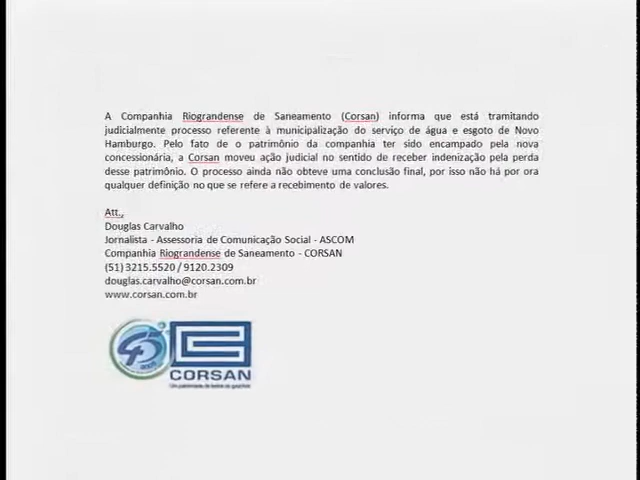 A Companhia Riograndense de Saneamento (Corsan) informa que está tramitando
judicialmente processo referente à municipalização do serviço de água e esgoto de Novo
Hamburgo. Pelo fato de o patrimônio da companhia ter sido encampado pela nova
concessionária, a Corsan moveu ação judicial no sentido de receber indenização pela perda
desse patrimônio. O processo ainda não obteve uma conclusão final, por isso não há por ora
qualquer definição no que se refere a recebimento de valores.
Att.,
Douglas Carvalho
Jornalista - Assessoria de Comunicação Social - ASCOM
Companhia Riograndense de Saneamento - CORSAN
(51) 3215.5520 / 9120.2309
douglas.carvalho@corsan.com.br
www.corsan.com.br
45
anos
CORSAN